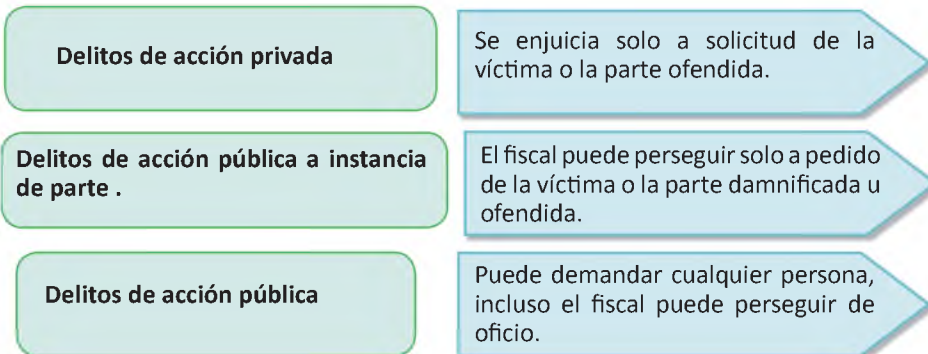 Delitos de acción privada
Se enjuicia solo a solicitud de la
víctima o la parte ofendida.
Delitos de acción pública a instancia
de parte .
El fiscal puede perseguir solo a pedido
de la víctima o la parte damnificada u
ofendida.
Delitos de acción pública
Puede demandar cualquier persona,
incluso el fiscal puede perseguir de
oficio.